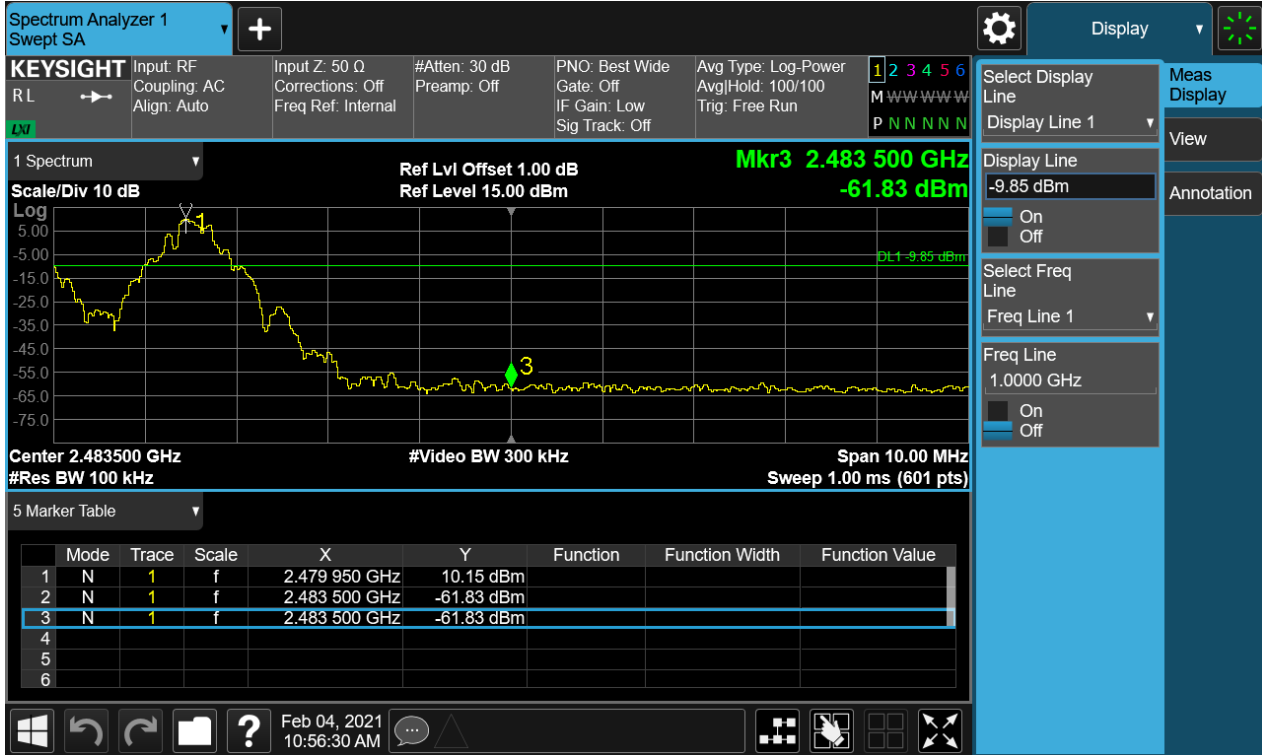 Spectrum Analyzer 1
Swept SA
+
Display
KEYSIGHT
R L
LXI
Input: RF
Coupling: AC
Align: Auto
Input Z: 50 Ω
Corrections: Off
Freq Ref: Internal
#Atten: 30 dB
Preamp: Off
PNO: Best Wide
Gate: Off
IF Gain: Low
Sig Track: Off
Avg Type: Log-Power
Avg|Hold: 100/100
Trig: Free Run
1 2 3 4 5 6
M W W W W W
P N N N N N
1 Spectrum
Scale/Div 10 dB
Ref Lvl Offset 1.00 dB
Ref Level 15.00 dBm
Mkr3 2.483 500 GHz
-61.83 dBm
Log
5.00
-5.00
-15.0
-25.0
-35.0
-45.0
-55.0
-65.0
-75.0
1
DL1 -9.85 dBm
3
Center 2.483500 GHz
#Res BW 100 kHz
#Video BW 300 kHz
Span 10.00 MHz
Sweep 1.00 ms (601 pts)
5 Marker Table
Mode Trace Scale X Y Function Function Width Function Value
1 N 1 f 2.479 950 GHz 10.15 dBm
2 N 1 f 2.483 500 GHz -61.83 dBm
3 N 1 f 2.483 500 GHz -61.83 dBm
4
5
6
?
Feb 04, 2021
10:56:30 AM
Select Display
Line
Display Line 1
Display Line
-9.85 dBm
On
Off
Select Freq
Line
Freq Line 1
Freq Line
1.0000 GHz
On
Off
Meas
Display
View
Annotation